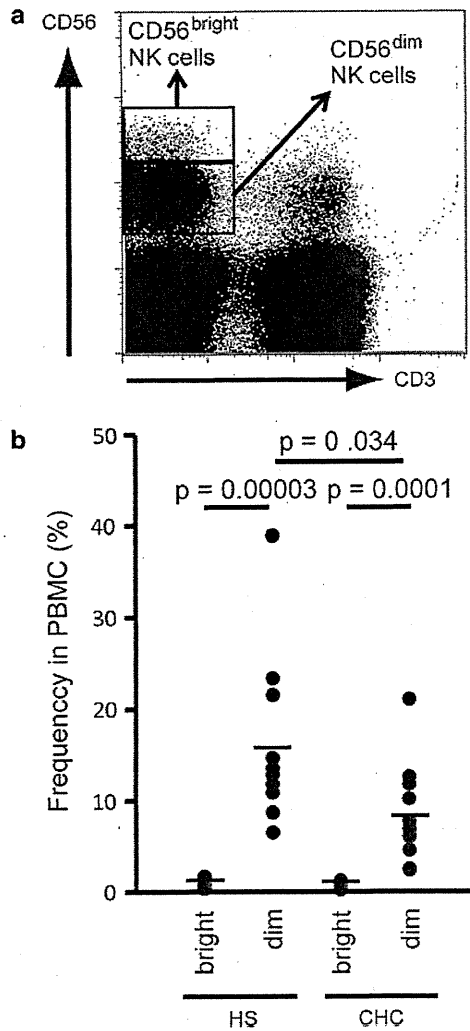 a
CD56
CD56bright
NK cells
CD56dim
NK cells
CD3
b
Frequenccy in PBMC (%)
50
40
30
20
10
0
p = 0 .034
p = 0.00003
p = 0.0001
bright
dim
bright
dim
HS
CHC